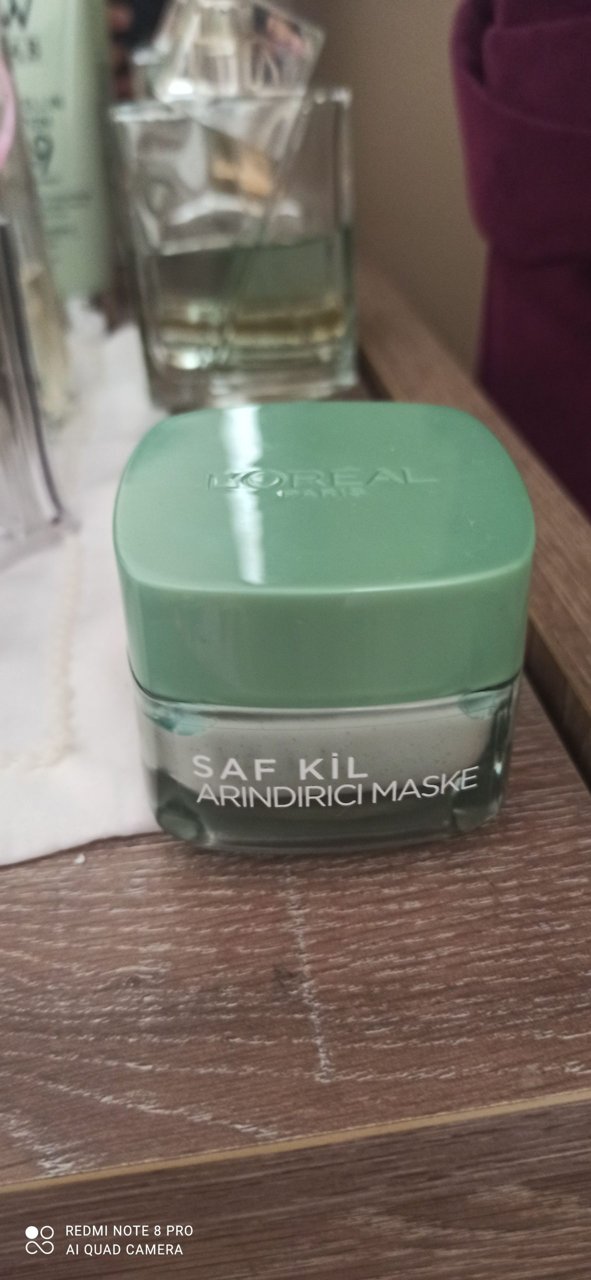 L'ORÉAL
PARIS
SAF KİL
ARINDIRICI MASKE
REDMI NOTE 8 PRO
AI QUAD CAMERA